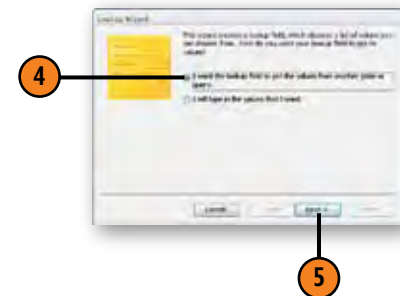 Lookup Wizard
This wizard creates a lookup field, which displays a list of values you
can choose from. How do you want your lookup field to get its
values?
4
I want the lookup field to get the values from another table or
query.
I will type in the values that I want.
Cancel Next >
5